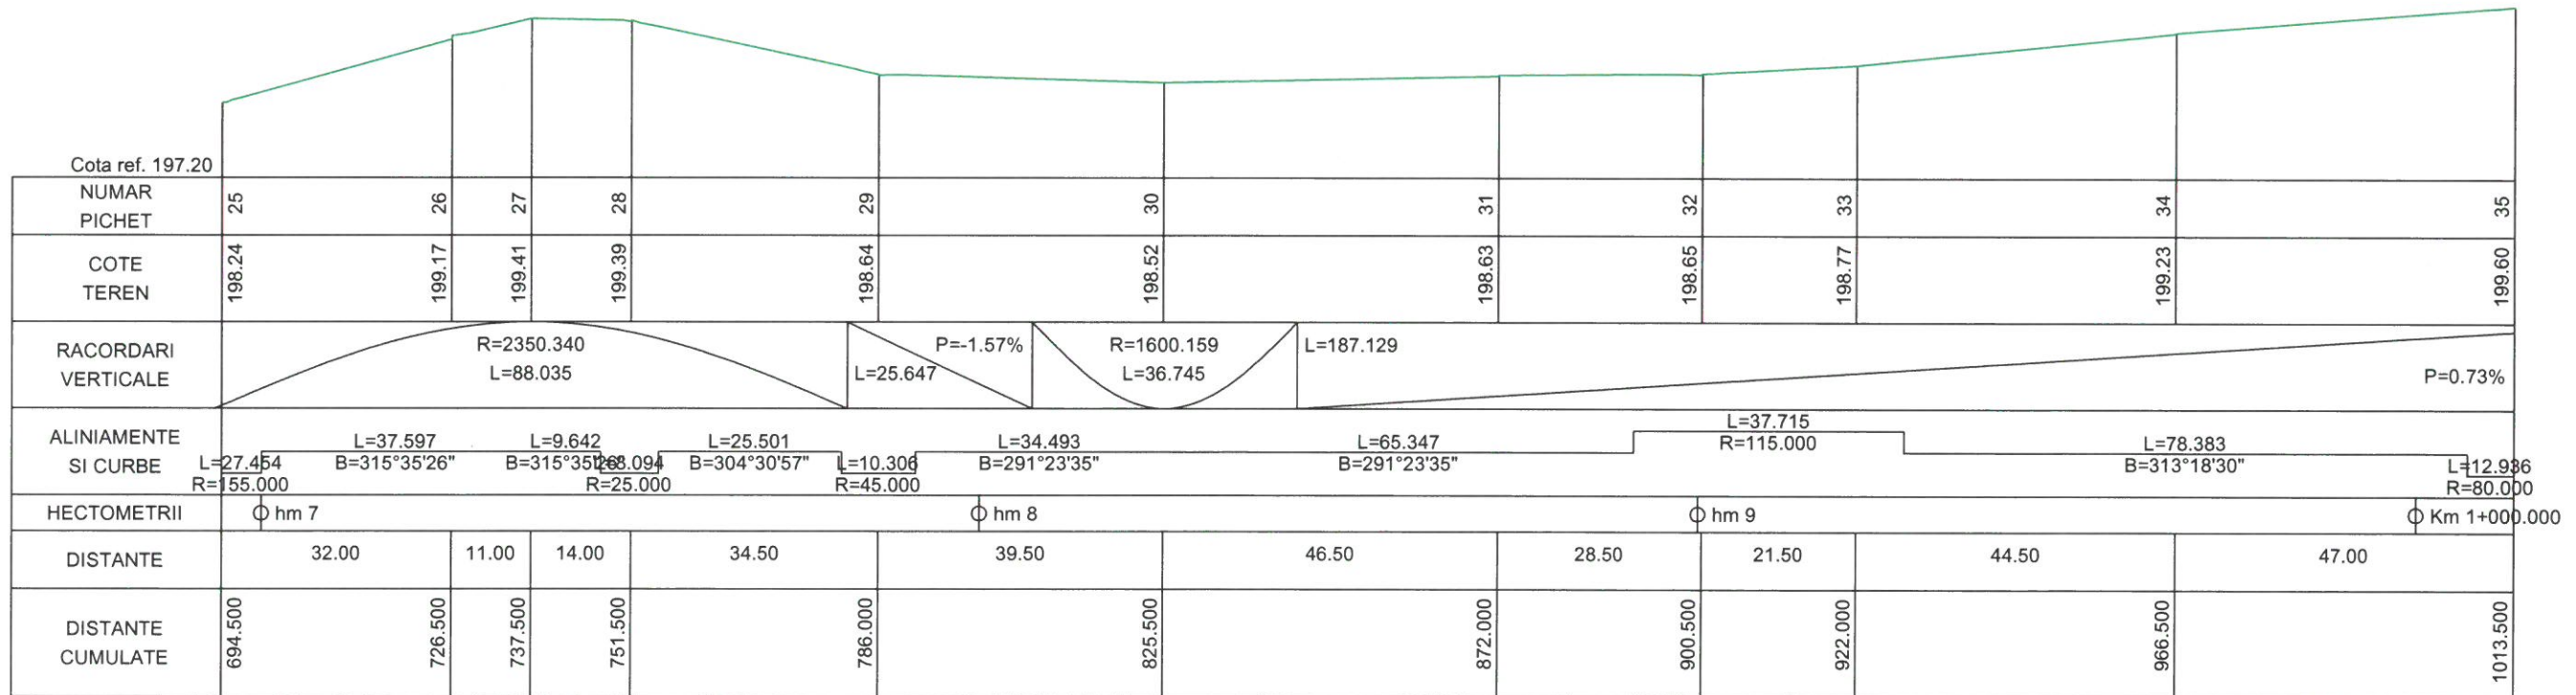 Cota ref. 197.20
NUMAR
PICHET
25 26 27 28 29 30 31 32 33 34 35
COTE
TEREN
198.24 199.17 199.41 199.39 198.64 198.52 198.63 198.65 198.77 199.23 199.60
RACORDARI
VERTICALE
R=2350.340
L=88.035
P=-1.57%
L=25.647
R=1600.159
L=36.745
L=187.129
P=0.73%
ALINIAMENTE
SI CURBE
L=27.454
R=155.000
L=37.597
B=315°35'26"
L=9.642
B=315°35'26"
L=8.094
R=25.000
L=25.501
B=304°30'57"
L=10.306
R=45.000
L=34.493
B=291°23'35"
L=65.347
B=291°23'35"
L=37.715
R=115.000
L=78.383
B=313°18'30"
L=12.936
R=80.000
HECTOMETRII
hm 7 hm 8 hm 9 Km 1+000.000
DISTANTE
32.00 11.00 14.00 34.50 39.50 46.50 28.50 21.50 44.50 47.00
DISTANTE
CUMULATE
694.500 726.500 737.500 751.500 786.000 825.500 872.000 900.500 922.000 966.500 1013.500